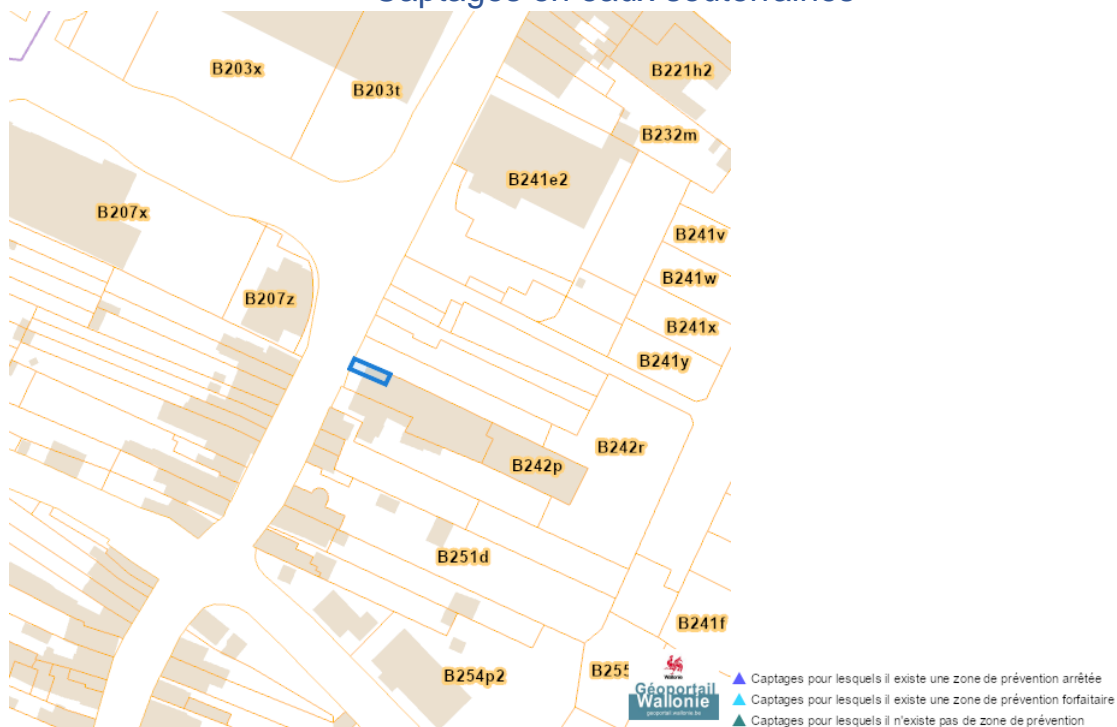 Captages en eaux souterraines
B203x
B203t
B221h2
B232m
B241e2
B207x
B241v
B241w
B207z
B241x
B241y
B242r
B242p
B251d
B241f
B254p2
B255
Wallonie
Géoportail
Wallonie
geoportail.wallonie.be
Captages pour lesquels il existe une zone de prévention arrêtée
Captages pour lesquels il existe une zone de prévention forfaitaire
Captages pour lesquels il n'existe pas de zone de prévention